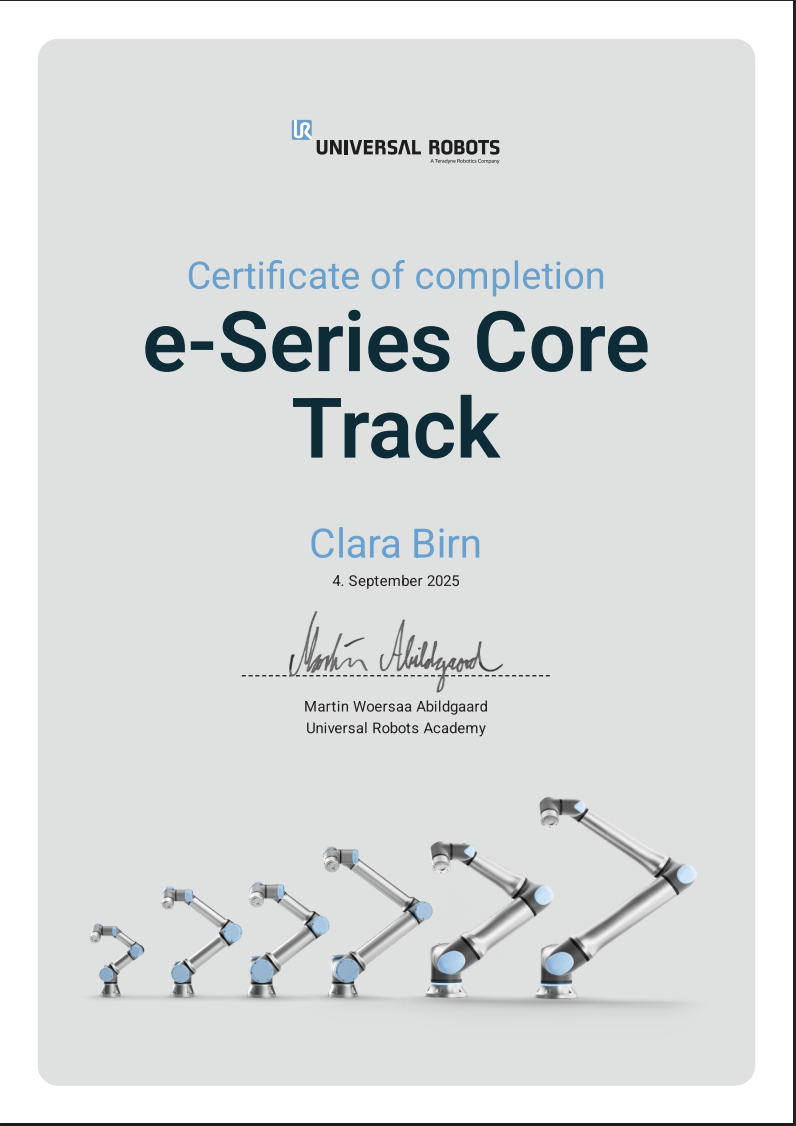 UR
UNIVERSAL ROBOTS
A Teradyne Robotics Company
Certificate of completion
e-Series Core
Track
Clara Birn
4. September 2025
Martin Abildgaard
Martin Woersaa Abildgaard
Universal Robots Academy